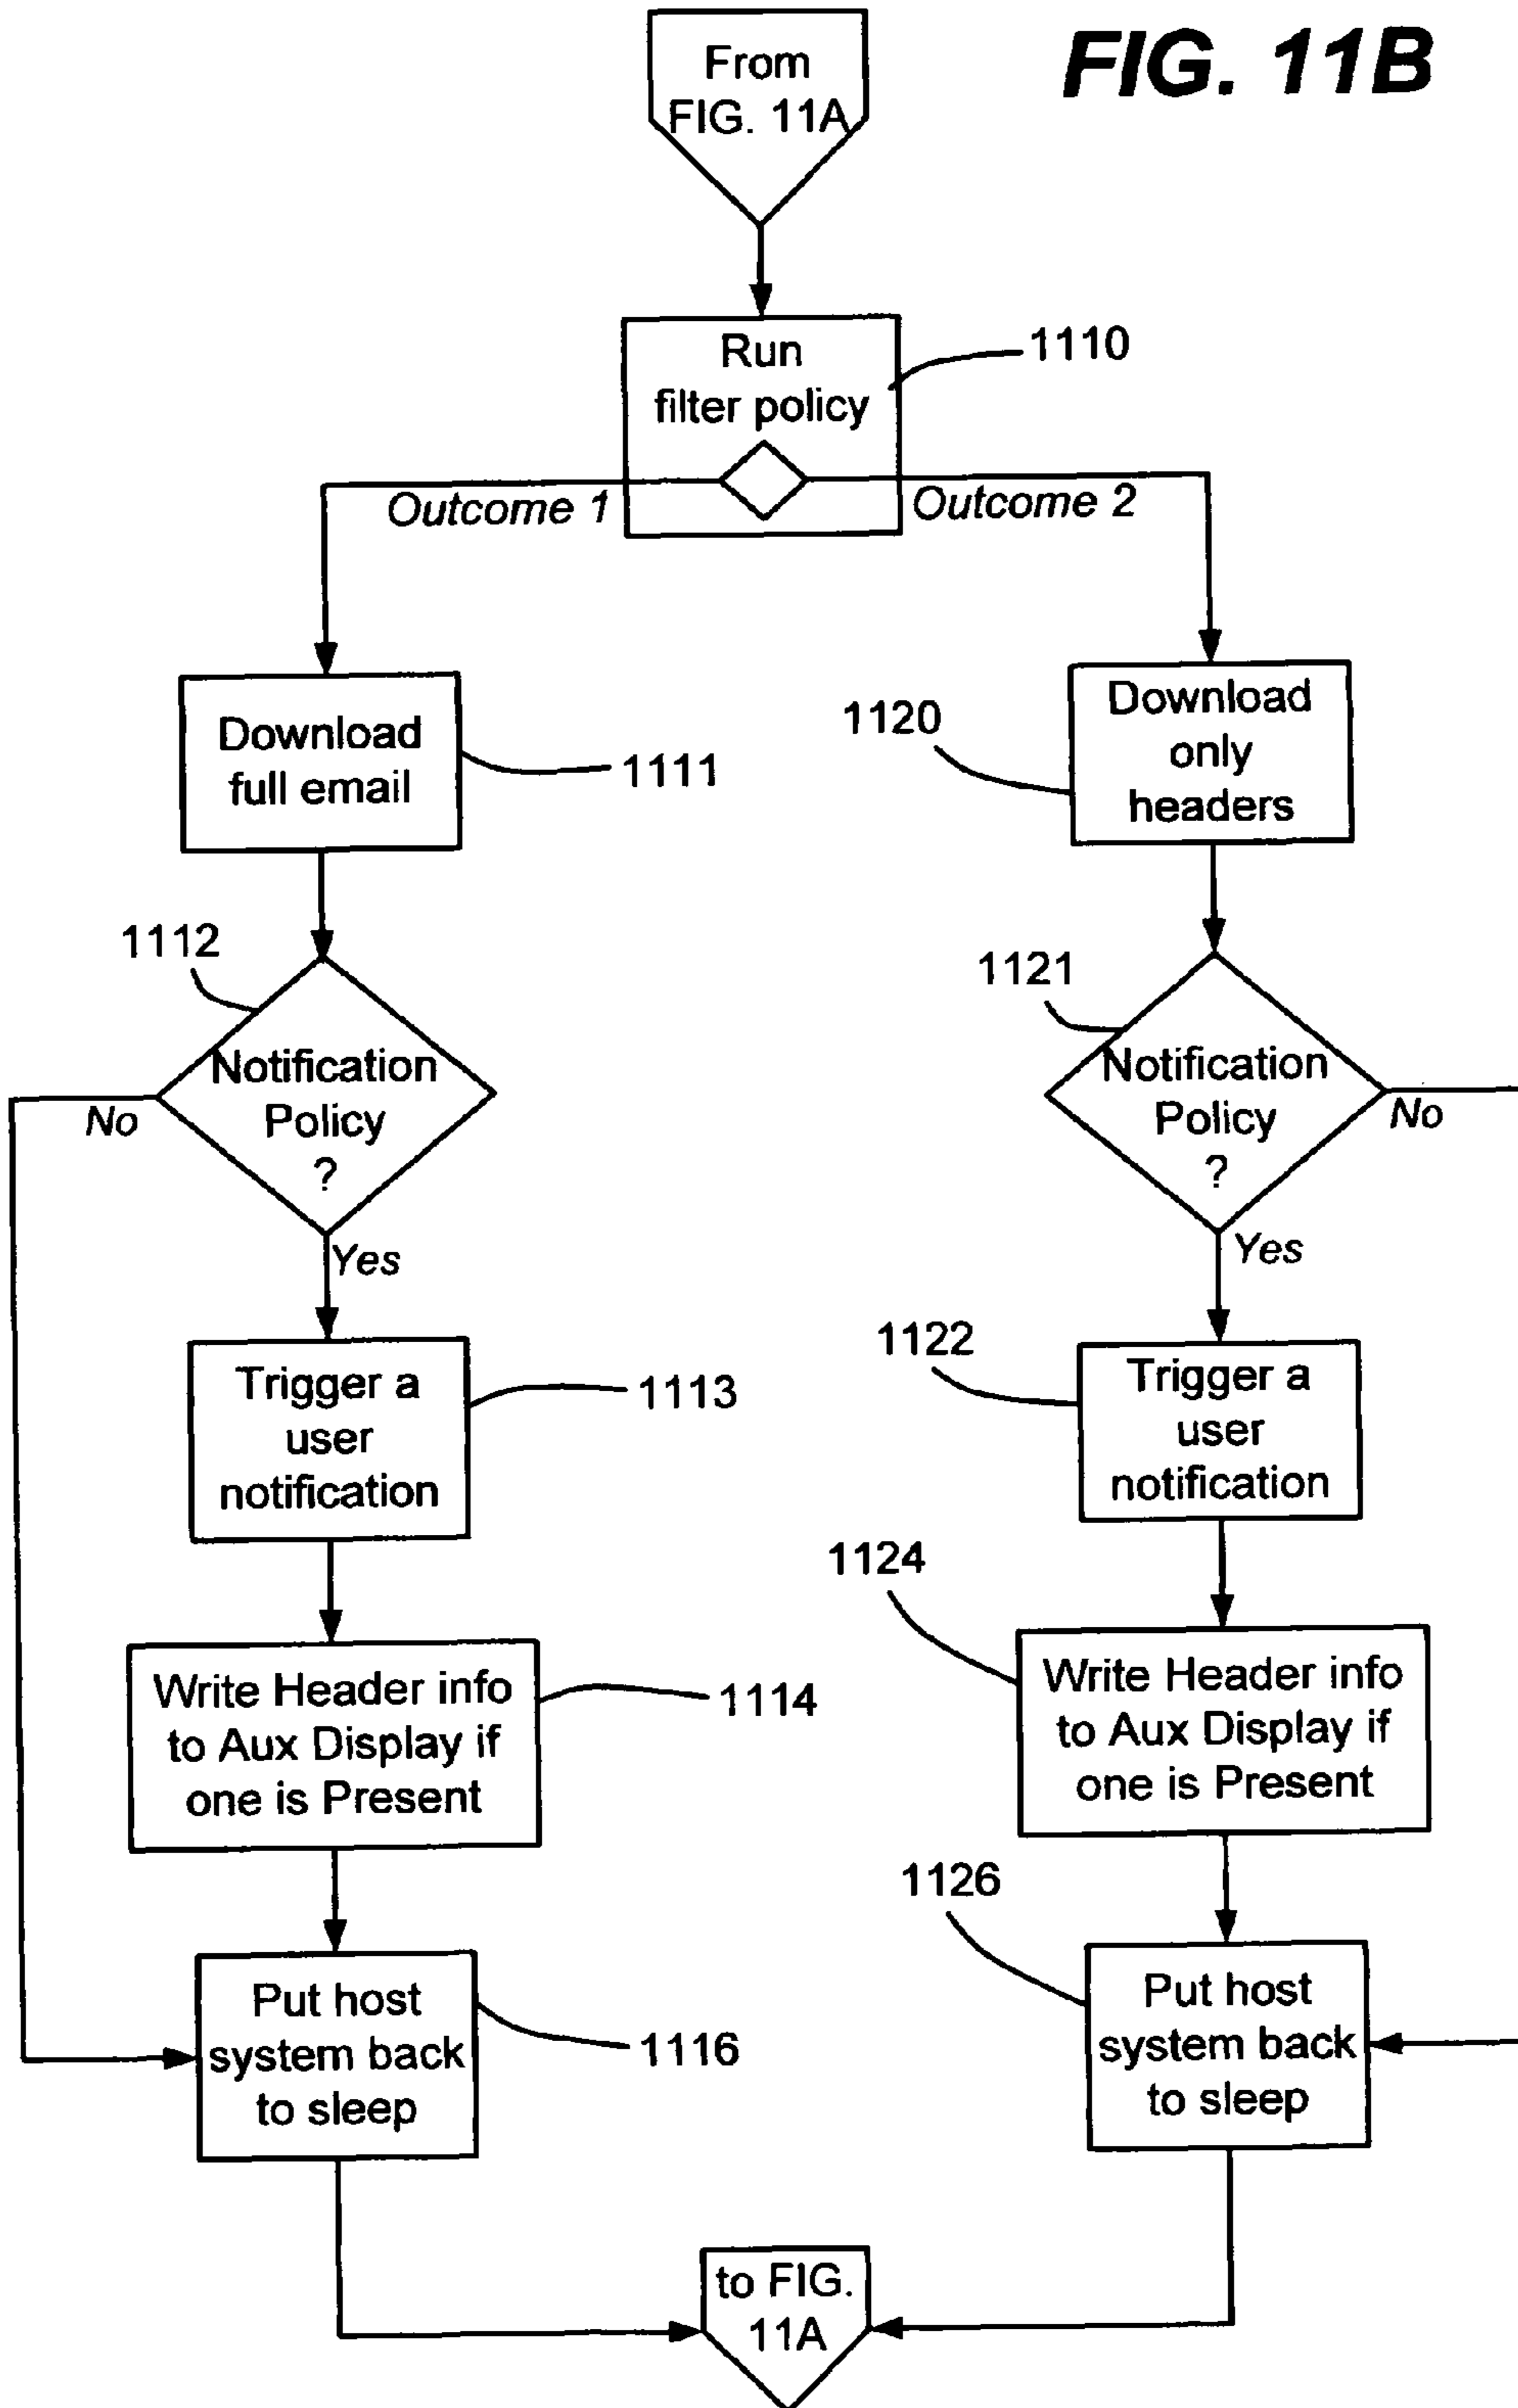 FIG. 11B
From
FIG. 11A
Run
filter policy
1110
Outcome 1
Outcome 2
Download
full email
1111
1120
Download
only
headers
1112
Notification
Policy
?
No
Yes
1121
Notification
Policy
?
No
Yes
Trigger a
user
notification
1113
1122
Trigger a
user
notification
Write Header info
to Aux Display if
one is Present
1114
1124
Write Header info
to Aux Display if
one is Present
Put host
system back
to sleep
1116
1126
Put host
system back
to sleep
to FIG.
11A